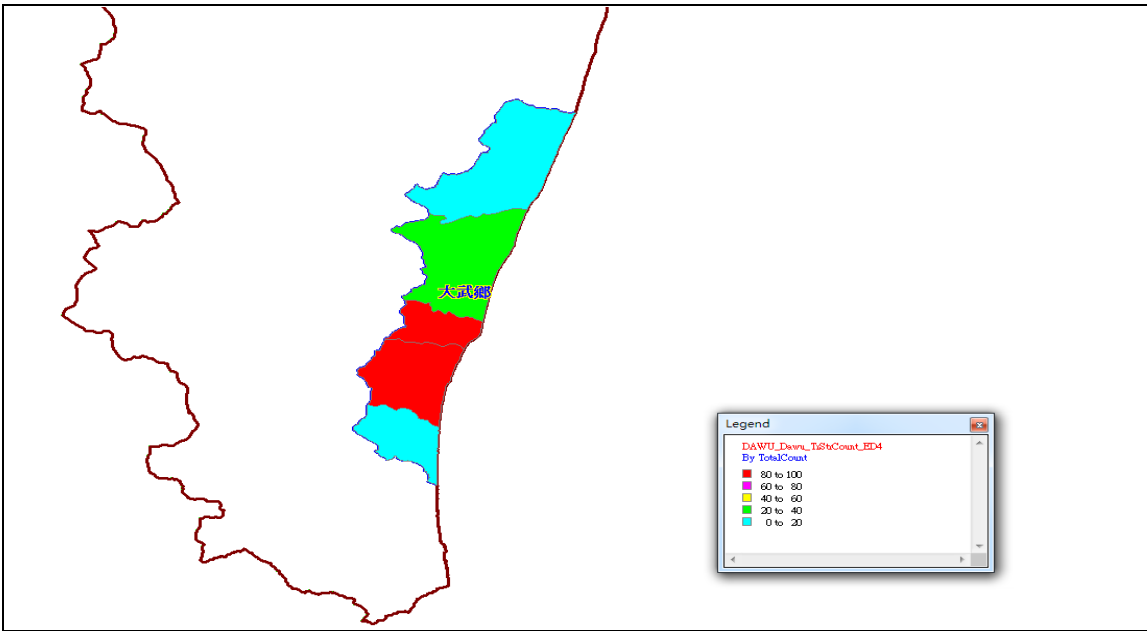 大武鄉
Legend
DAWU_Dawu_TsStrCount_ED4
By TotalCount
80 to 100
60 to 80
40 to 60
20 to 40
0 to 20